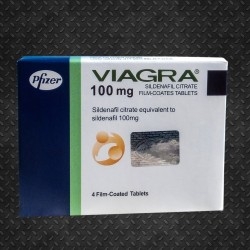 Pfizer
VIAGRA®
100 mg
SILDENAFIL CITRATE
FILM-COATED TABLETS
Sildenafil citrate equivalent to
sildenafil 100mg
4 Film-Coated Tablets